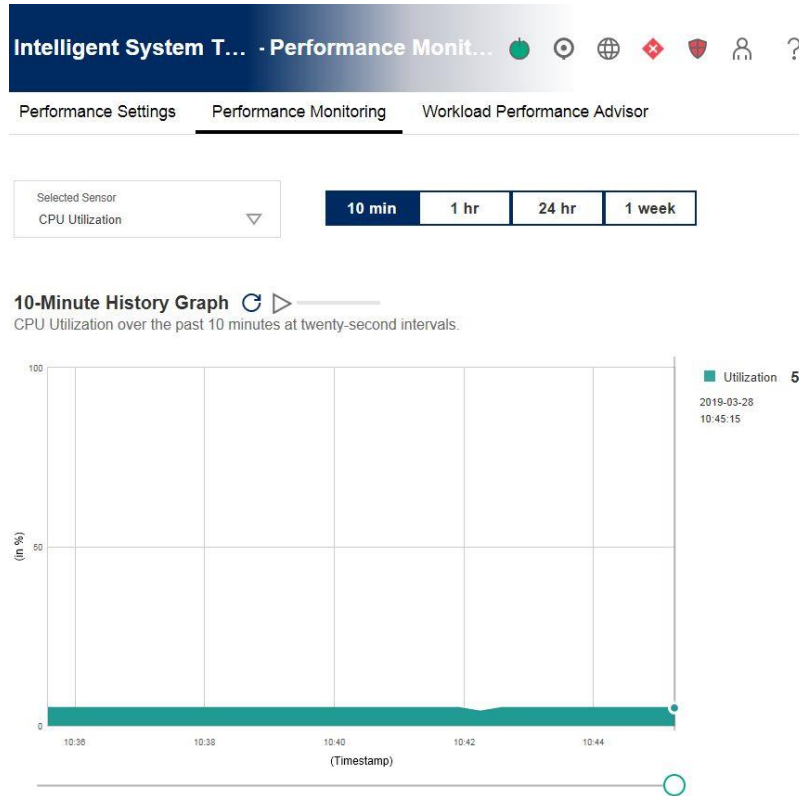 Intelligent System T... - Performance Monit... ?
Performance Settings Performance Monitoring Workload Performance Advisor
Selected Sensor
CPU Utilization
10 min 1 hr 24 hr 1 week
10-Minute History Graph
CPU Utilization over the past 10 minutes at twenty-second intervals.
100
Utilization 5
2019-03-28
10:45:15
(in %)
50
0
10:36 10:38 10:40 10:42 10:44
(Timestamp)